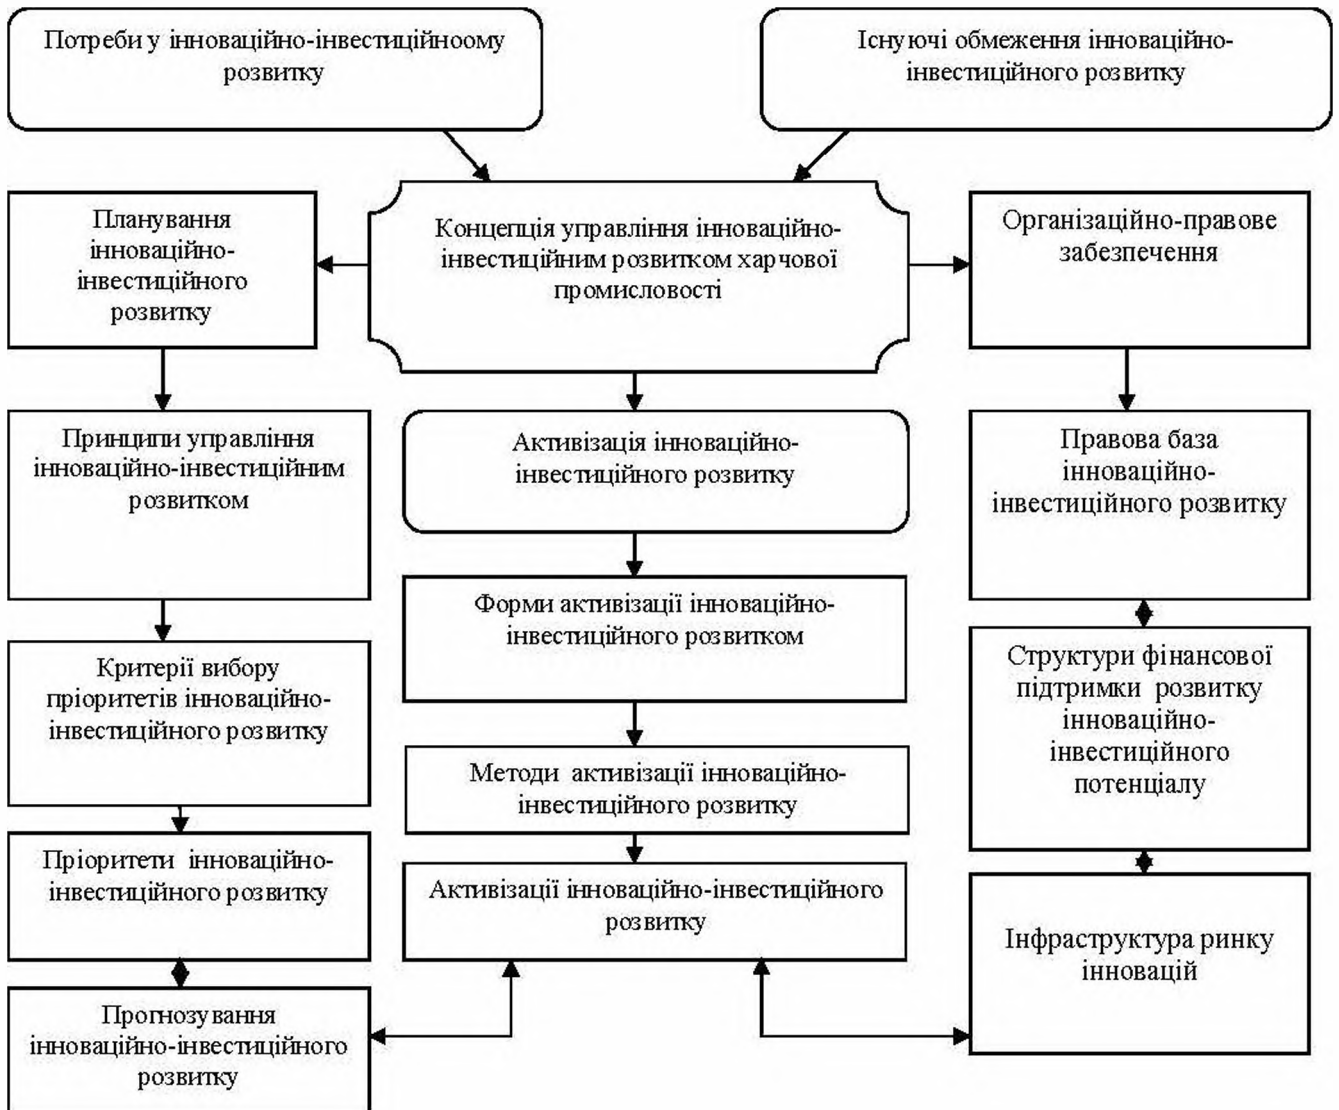 Потреби у інноваційно-інвестиційноому
розвитку
Існуючі обмеження інноваційно-
інвестиційного розвитку
Планування
інноваційно-
інвестиційного
розвитку
Концепція управління інноваційно-
інвестиційним розвитком харчової
промисловості
Організаційно-правове
забезпечення
Принципи управління
інноваційно-інвестиційним
розвитком
Активізація інноваційно-
інвестиційного розвитку
Правова база
інноваційно-
інвестиційного розвитку
Форми активізації інноваційно-
інвестиційного розвитком
Критерії вибору
пріоритетів інноваційно-
інвестиційного розвитку
Структури фінансової
підтримки розвитку
інноваційно-
інвестиційного
потенціалу
Методи активізації інноваційно-
інвестиційного розвитку
Пріоритети інноваційно-
інвестиційного розвитку
Активізації інноваційно-інвестиційного
розвитку
Інфраструктура ринку
інновацій
Прогнозування
інноваційно-інвестиційного
розвитку